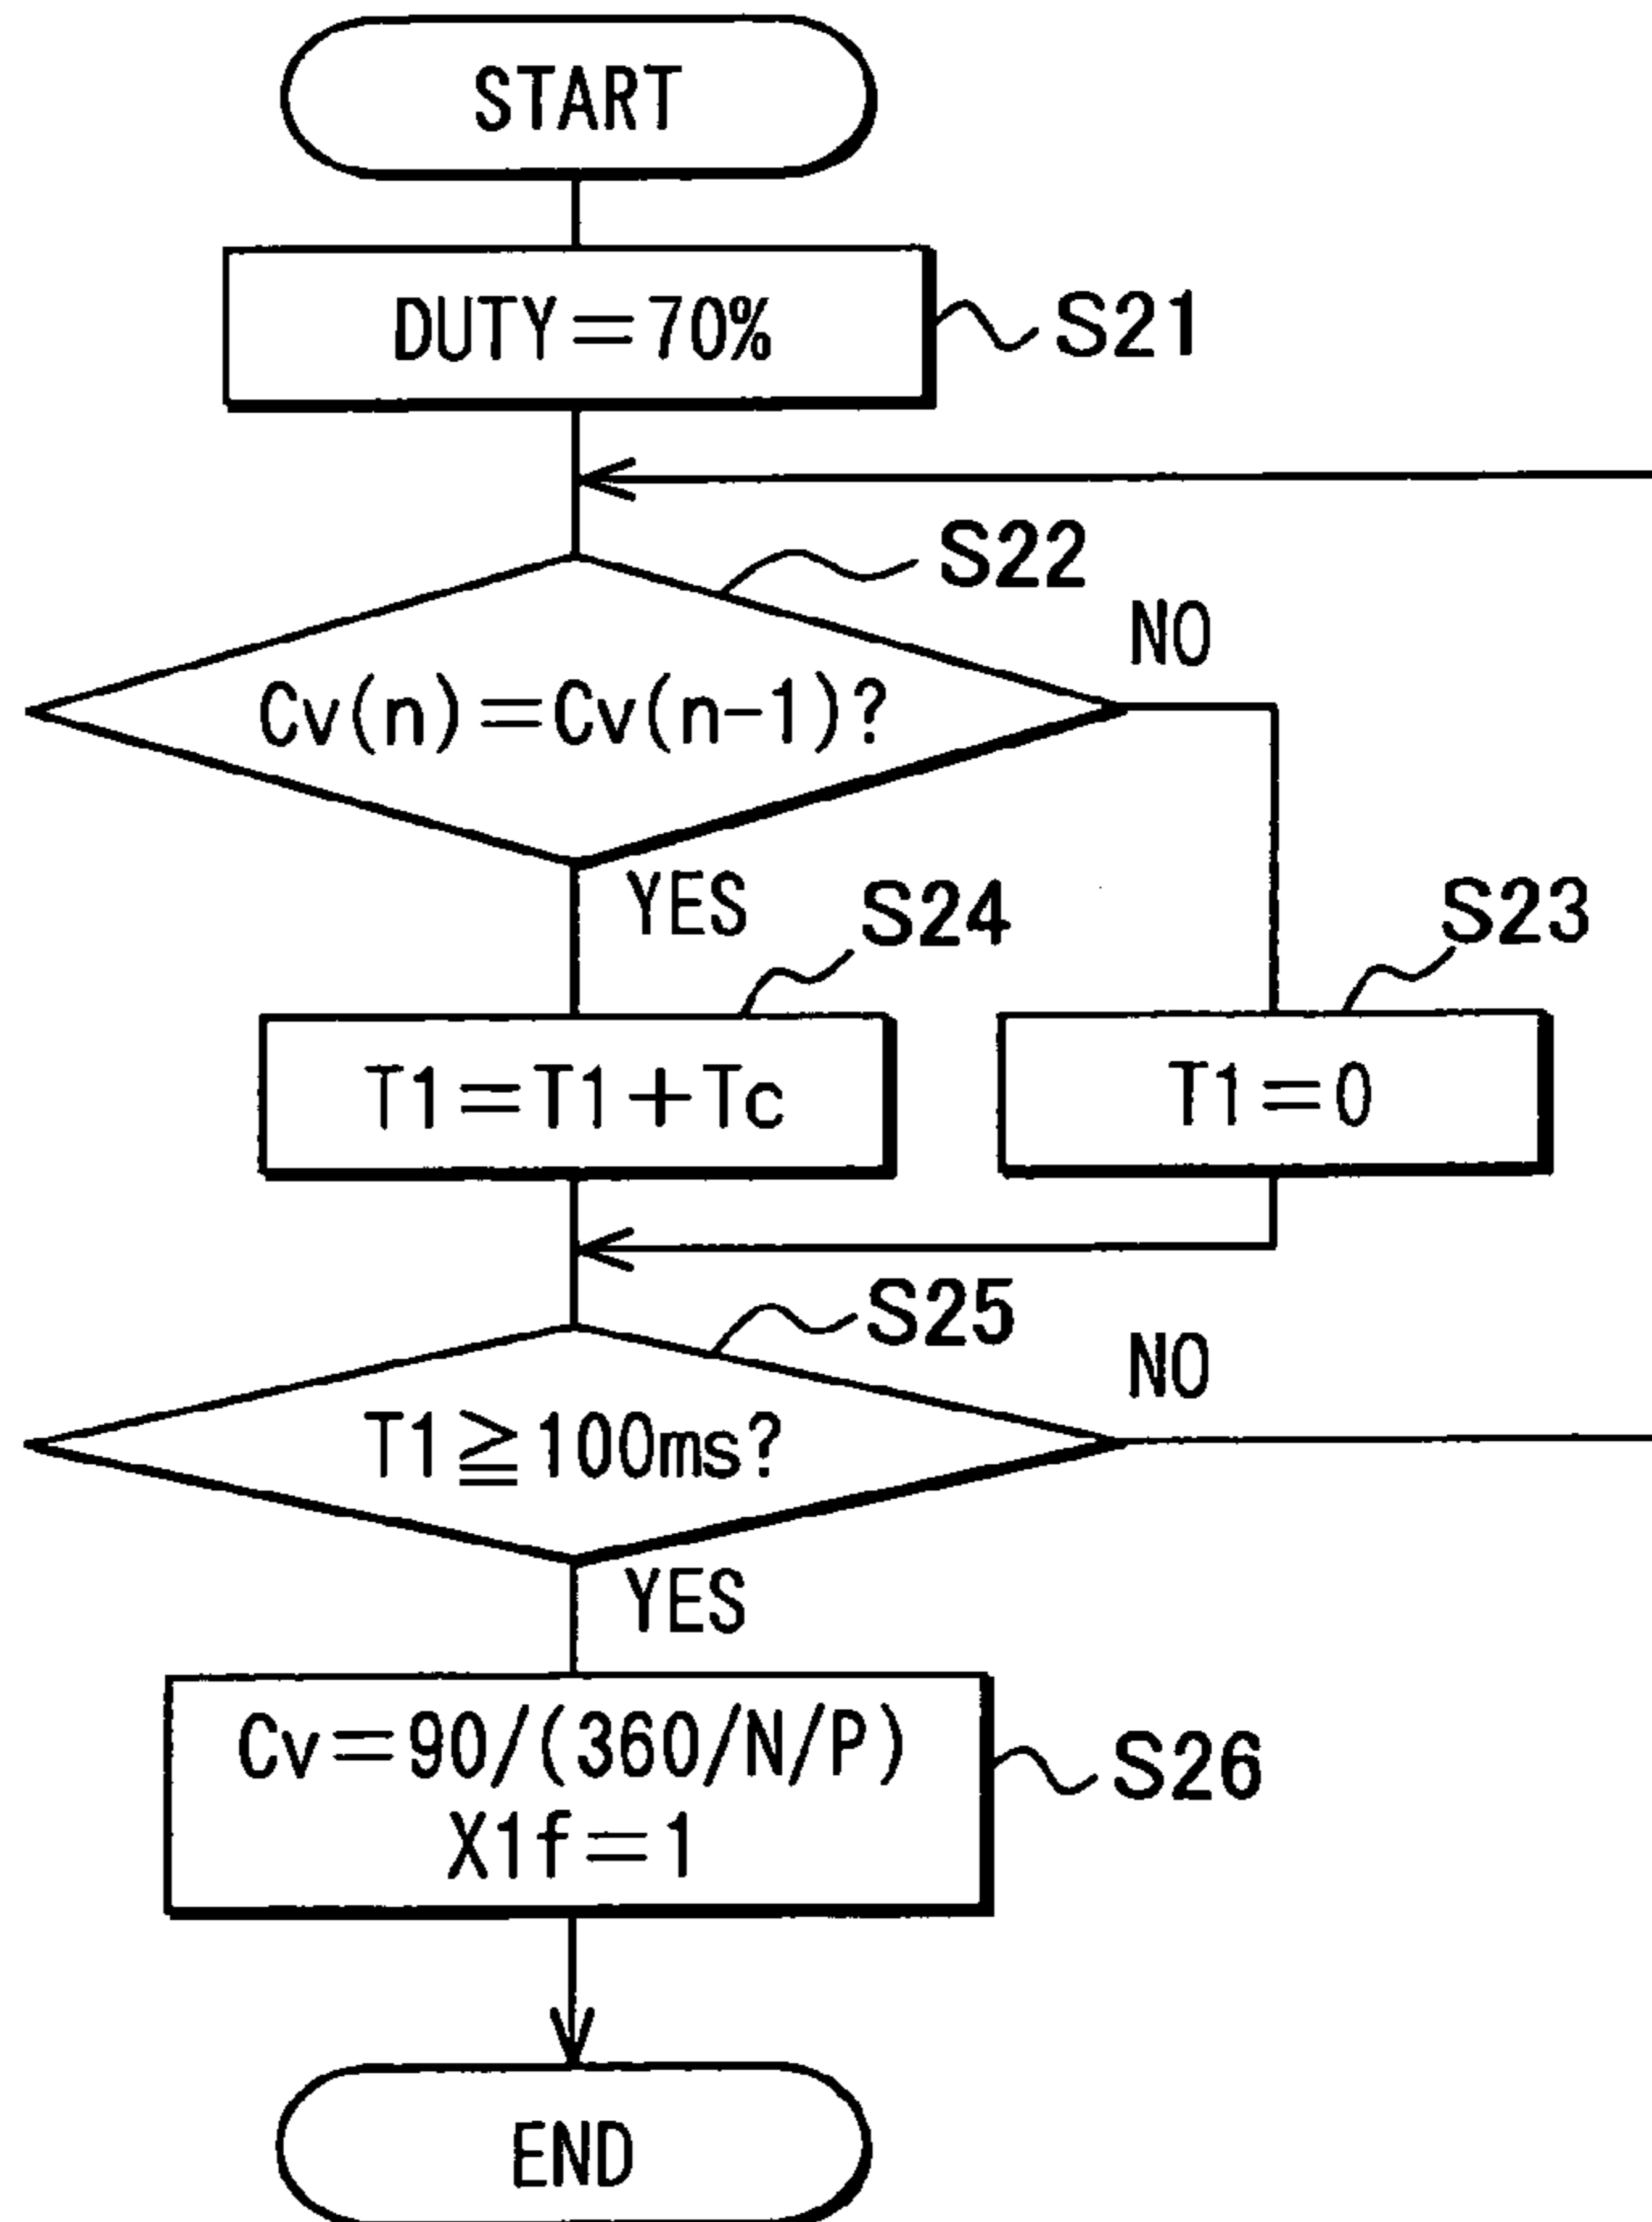 START
DUTY=70%
S21
S22
NO
Cv(n)=Cv(n-1)?
YES
S24
S23
T1=T1+Tc
T1=0
S25
NO
T1≧100ms?
YES
Cv=90/(360/N/P)
X1f=1
S26
END